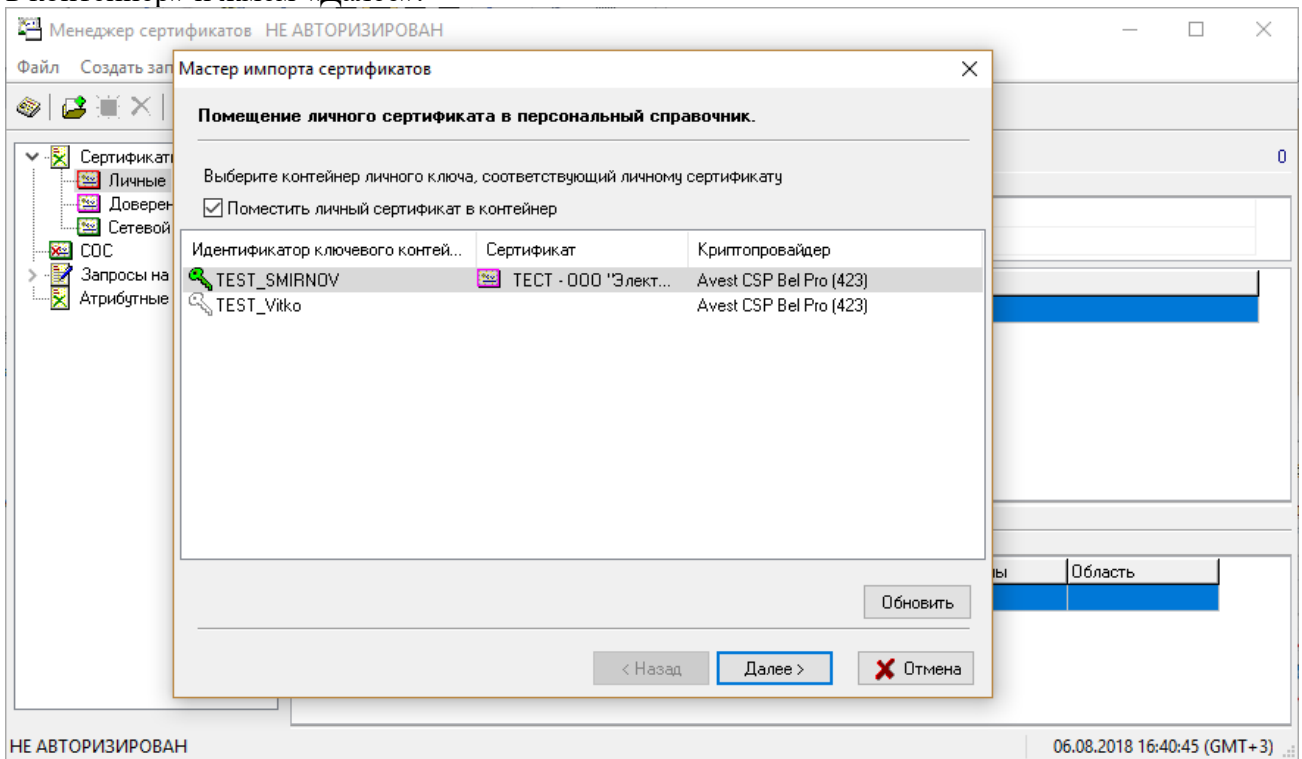 Менеджер сертификатов НЕ АВТОРИЗИРОВАН
Файл Создать зап
Мастер импорта сертификатов
Помещение личного сертификата в персональный справочник.
Сертификаты
0
Личные
Выберите контейнер личного ключа, соответствующий личному сертификату
Доверен
Поместить личный сертификат в контейнер
Сетевой
СОС
Идентификатор ключевого контей... Сертификат Криптопровайдер
Запросы на
TEST_SMIRNOV ТЕСТ - ООО "Элект... Avest CSP Bel Pro (423)
Атрибутные
TEST_Vitko Avest CSP Bel Pro (423)
ны Область
Обновить
< Назад Далее > Отмена
НЕ АВТОРИЗИРОВАН 06.08.2018 16:40:45 (GMT+3)